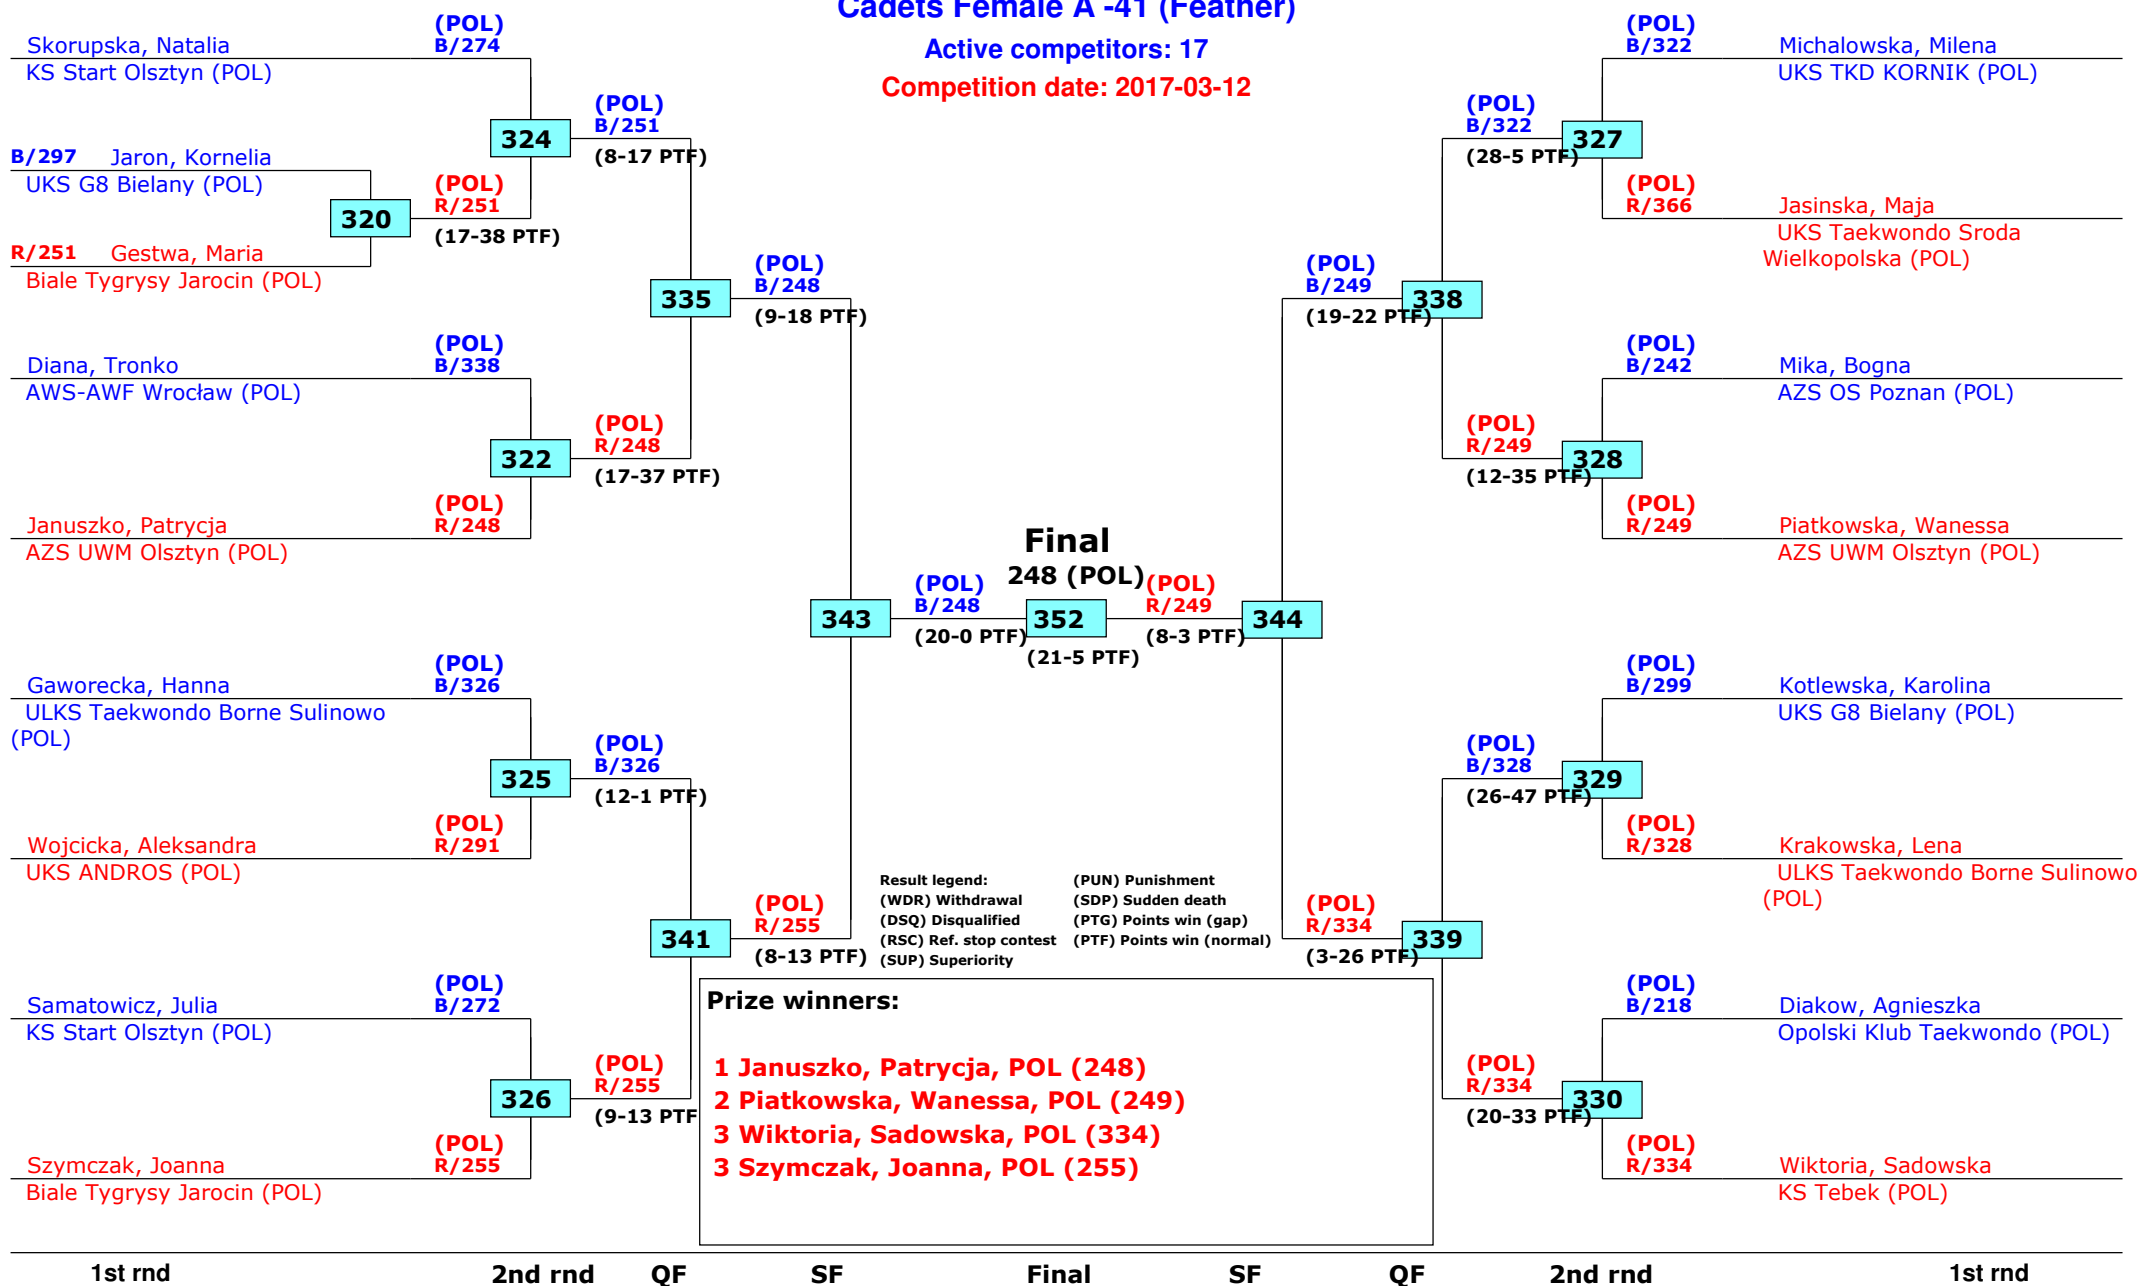 Cadets Female A -41 (Feather)
Active competitors: 17
Competition date: 2017-03-12
(POL)
B/274
Skorupska, Natalia
KS Start Olsztyn (POL)
324
(POL)
B/251
(8-17 PTF)
B/297 Jaron, Kornelia
UKS G8 Bielany (POL)
320
(POL)
R/251
(17-38 PTF)
R/251 Gestwa, Maria
Biale Tygrysy Jarocin (POL)
335
(POL)
B/248
(9-18 PTF)
(POL)
B/338
Diana, Tronko
AWS-AWF Wrocław (POL)
322
(POL)
R/248
(17-37 PTF)
(POL)
R/248
Januszko, Patrycja
AZS UWM Olsztyn (POL)
343
(POL)
B/248
(20-0 PTF)
(POL)
B/326
Gaworecka, Hanna
ULKS Taekwondo Borne Sulinowo
(POL)
325
(POL)
B/326
(12-1 PTF)
(POL)
R/291
Wojcicka, Aleksandra
UKS ANDROS (POL)
341
(POL)
R/255
(8-13 PTF)
(POL)
B/272
Samatowicz, Julia
KS Start Olsztyn (POL)
326
(POL)
R/255
(9-13 PTF
(POL)
R/255
Szymczak, Joanna
Biale Tygrysy Jarocin (POL)
Final
248 (POL)
352
(21-5 PTF)
(POL)
R/249
(8-3 PTF)
344
(POL)
B/322
Michalowska, Milena
UKS TKD KORNIK (POL)
327
(POL)
B/322
(28-5 PTF)
(POL)
R/366
Jasinska, Maja
UKS Taekwondo Sroda
Wielkopolska (POL)
338
(POL)
B/249
(19-22 PTF)
(POL)
B/242
Mika, Bogna
AZS OS Poznan (POL)
328
(POL)
R/249
(12-35 PTF)
(POL)
R/249
Piatkowska, Wanessa
AZS UWM Olsztyn (POL)
(POL)
B/299
Kotlewska, Karolina
UKS G8 Bielany (POL)
329
(POL)
B/328
(26-47 PTF)
(POL)
R/328
Krakowska, Lena
ULKS Taekwondo Borne Sulinowo
(POL)
339
(POL)
R/334
(3-26 PTF)
(POL)
B/218
Diakow, Agnieszka
Opolski Klub Taekwondo (POL)
330
(POL)
R/334
(20-33 PTF)
(POL)
R/334
Wiktoria, Sadowska
KS Tebek (POL)
Result legend:
(WDR) Withdrawal
(DSQ) Disqualified
(RSC) Ref. stop contest
(SUP) Superiority
(PUN) Punishment
(SDP) Sudden death
(PTG) Points win (gap)
(PTF) Points win (normal)
Prize winners:
1 Januszko, Patrycja, POL (248)
2 Piatkowska, Wanessa, POL (249)
3 Wiktoria, Sadowska, POL (334)
3 Szymczak, Joanna, POL (255)
1st rnd 2nd rnd QF SF Final SF QF 2nd rnd 1st rnd